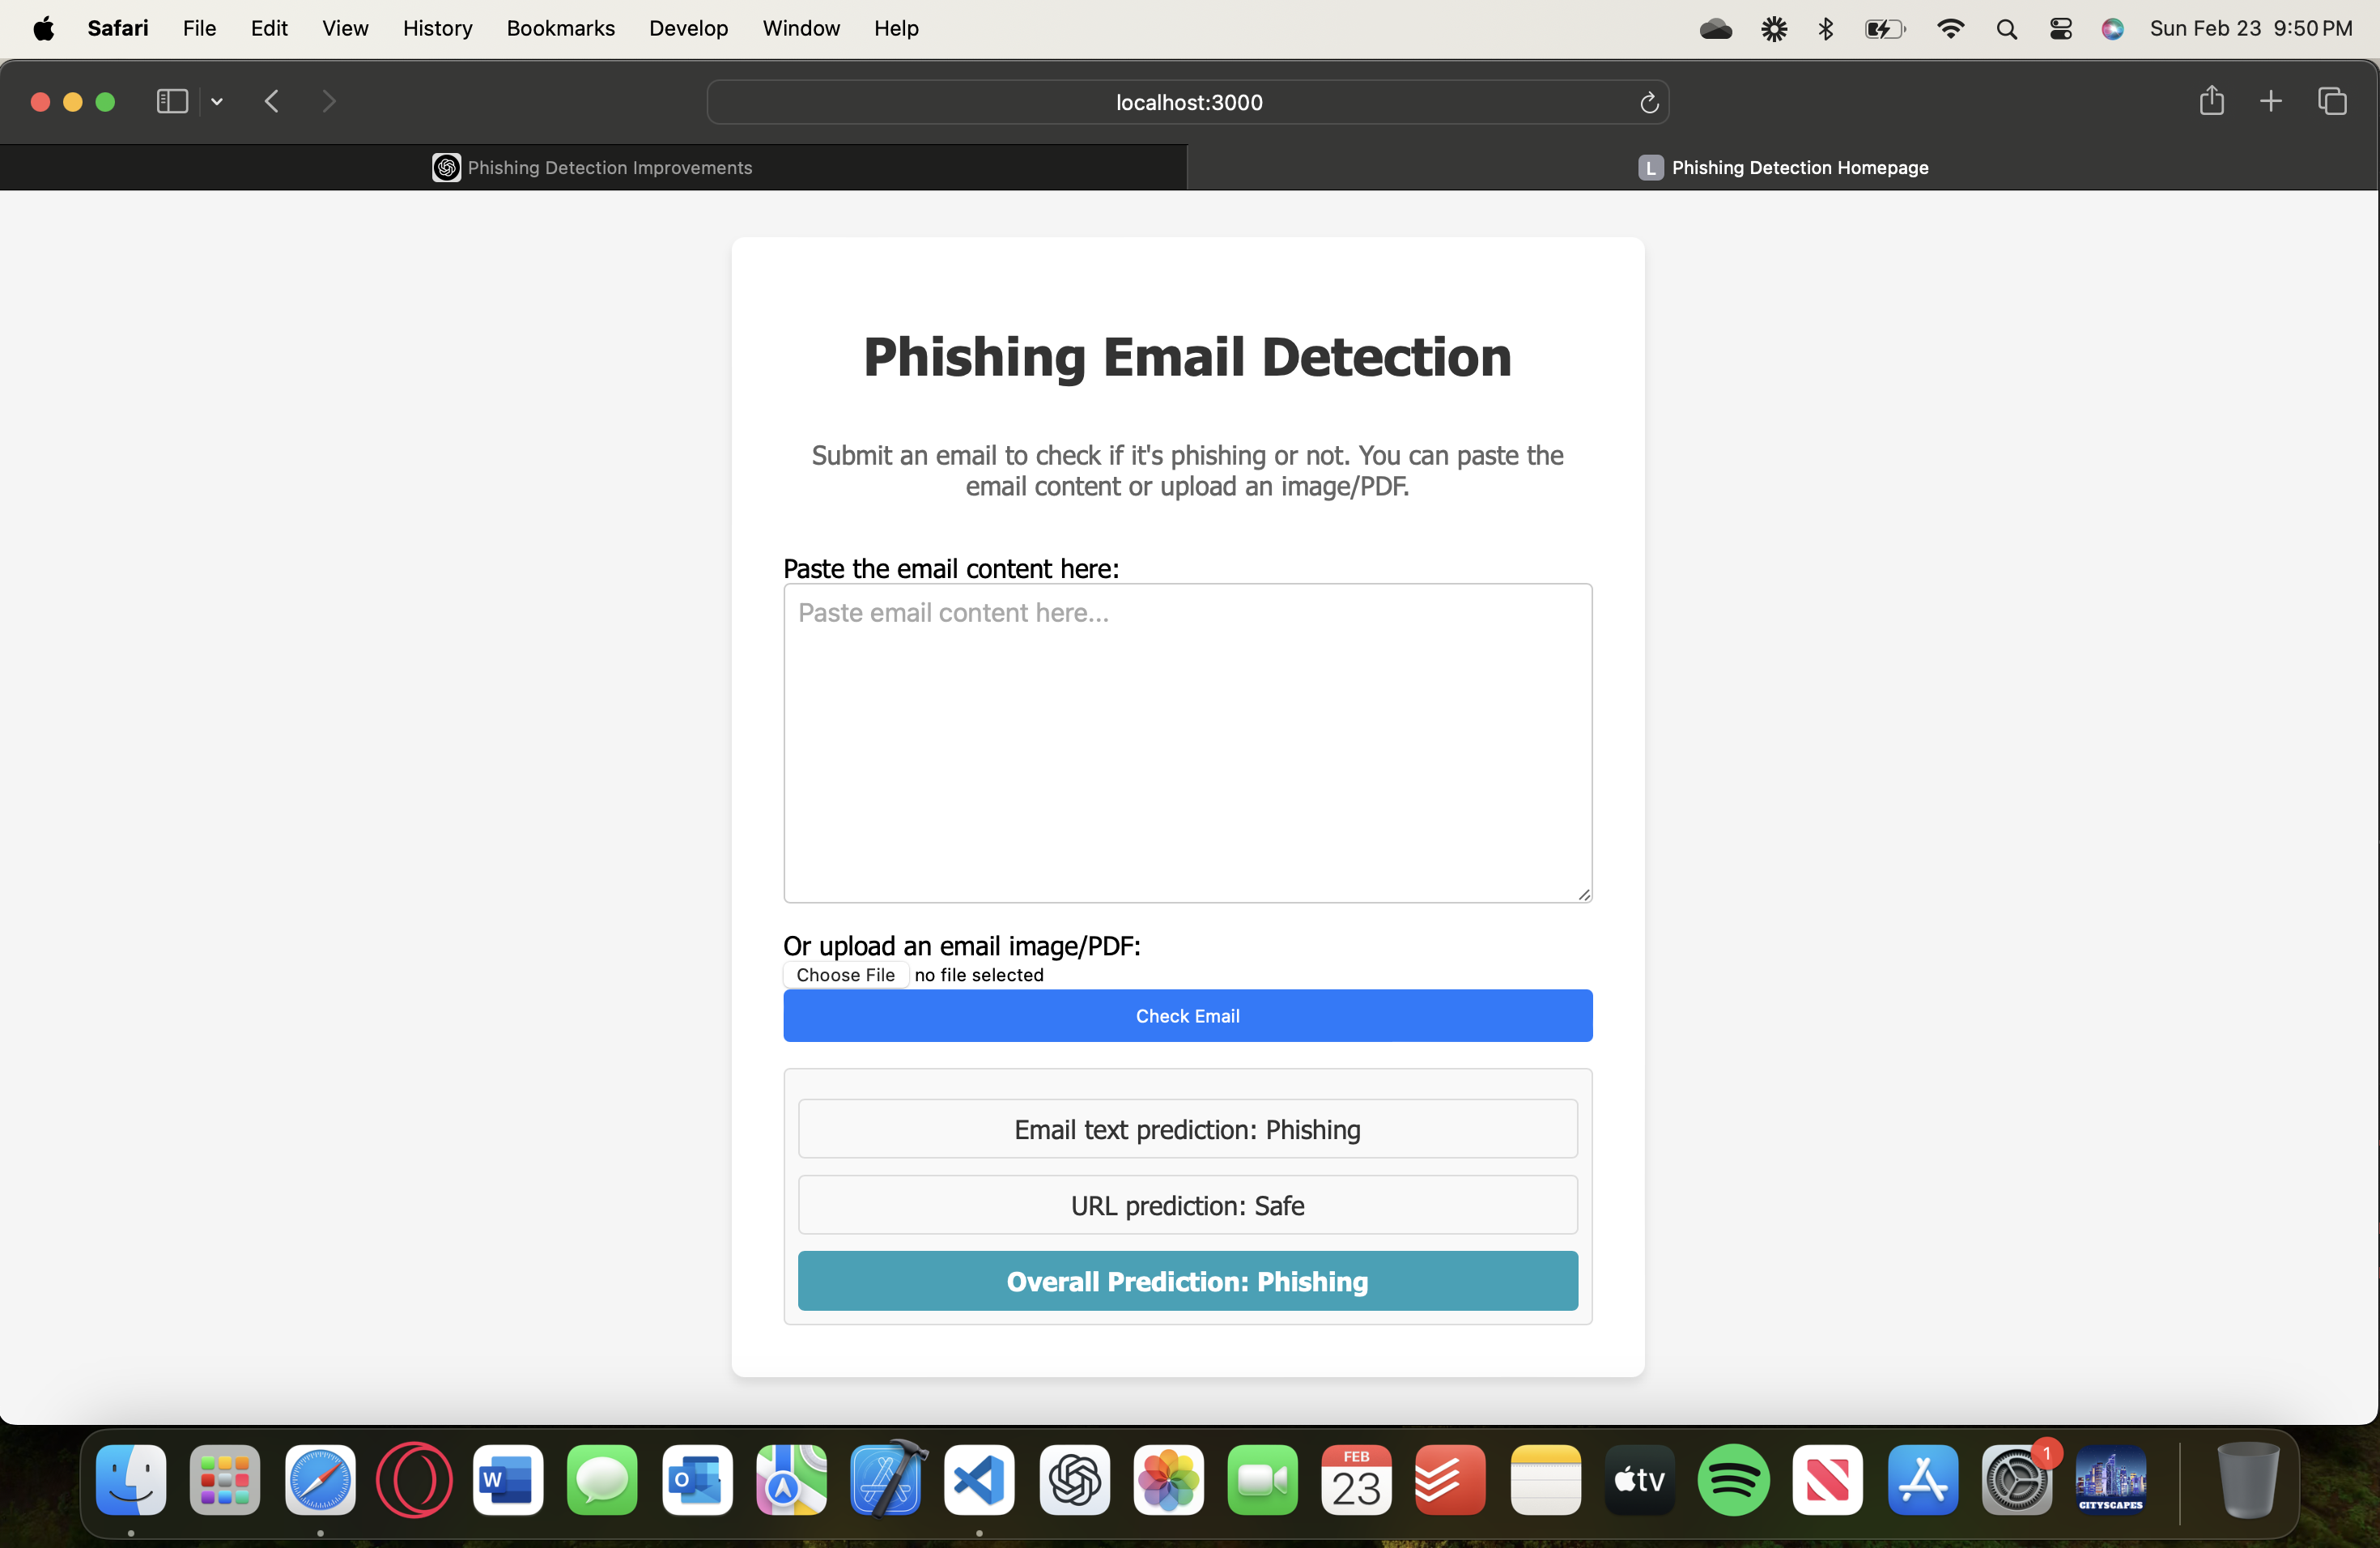 Safari File Edit View History Bookmarks Develop Window Help Sun Feb 23 9:50 PM
localhost:3000
Phishing Detection Improvements
L Phishing Detection Homepage
Phishing Email Detection
Submit an email to check if it's phishing or not. You can paste the
email content or upload an image/PDF.
Paste the email content here:
Paste email content here...
Or upload an email image/PDF:
Choose File no file selected
Check Email
Email text prediction: Phishing
URL prediction: Safe
Overall Prediction: Phishing
W
O
FEB
23
tv
1
CITYSCAPES